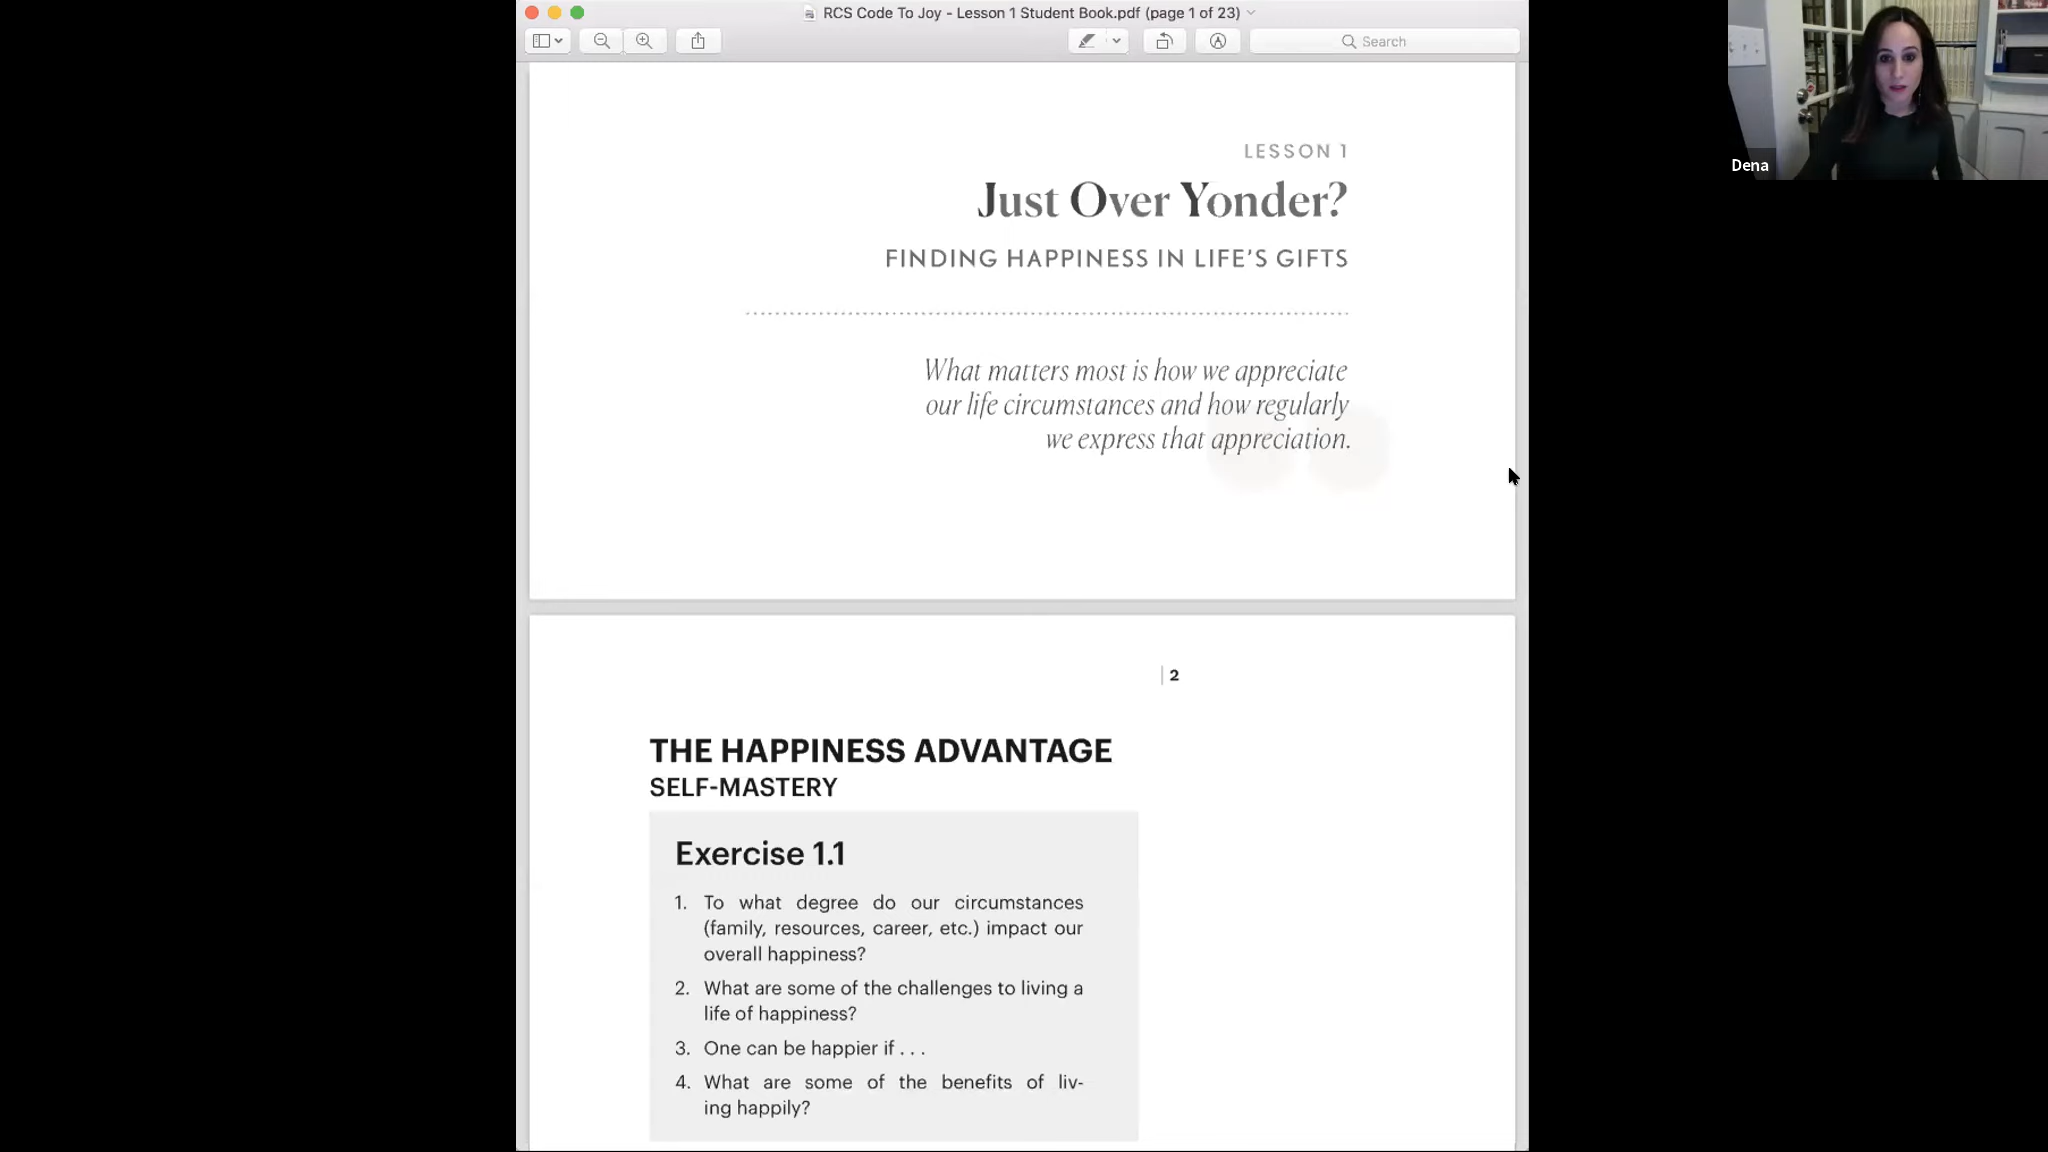 RCS Code To Joy - Lesson 1 Student Book.pdf (page 1 of 23)
Search
Dena
LESSON 1
Just Over Yonder?
FINDING HAPPINESS IN LIFE'S GIFTS
What matters most is how we appreciate
our life circumstances and how regularly
we express that appreciation.
2
THE HAPPINESS ADVANTAGE
SELF-MASTERY
Exercise 1.1
1. To what degree do our circumstances
(family, resources, career, etc.) impact our
overall happiness?
2. What are some of the challenges to living a
life of happiness?
3. One can be happier if . . .
4. What are some of the benefits of liv-
ing happily?